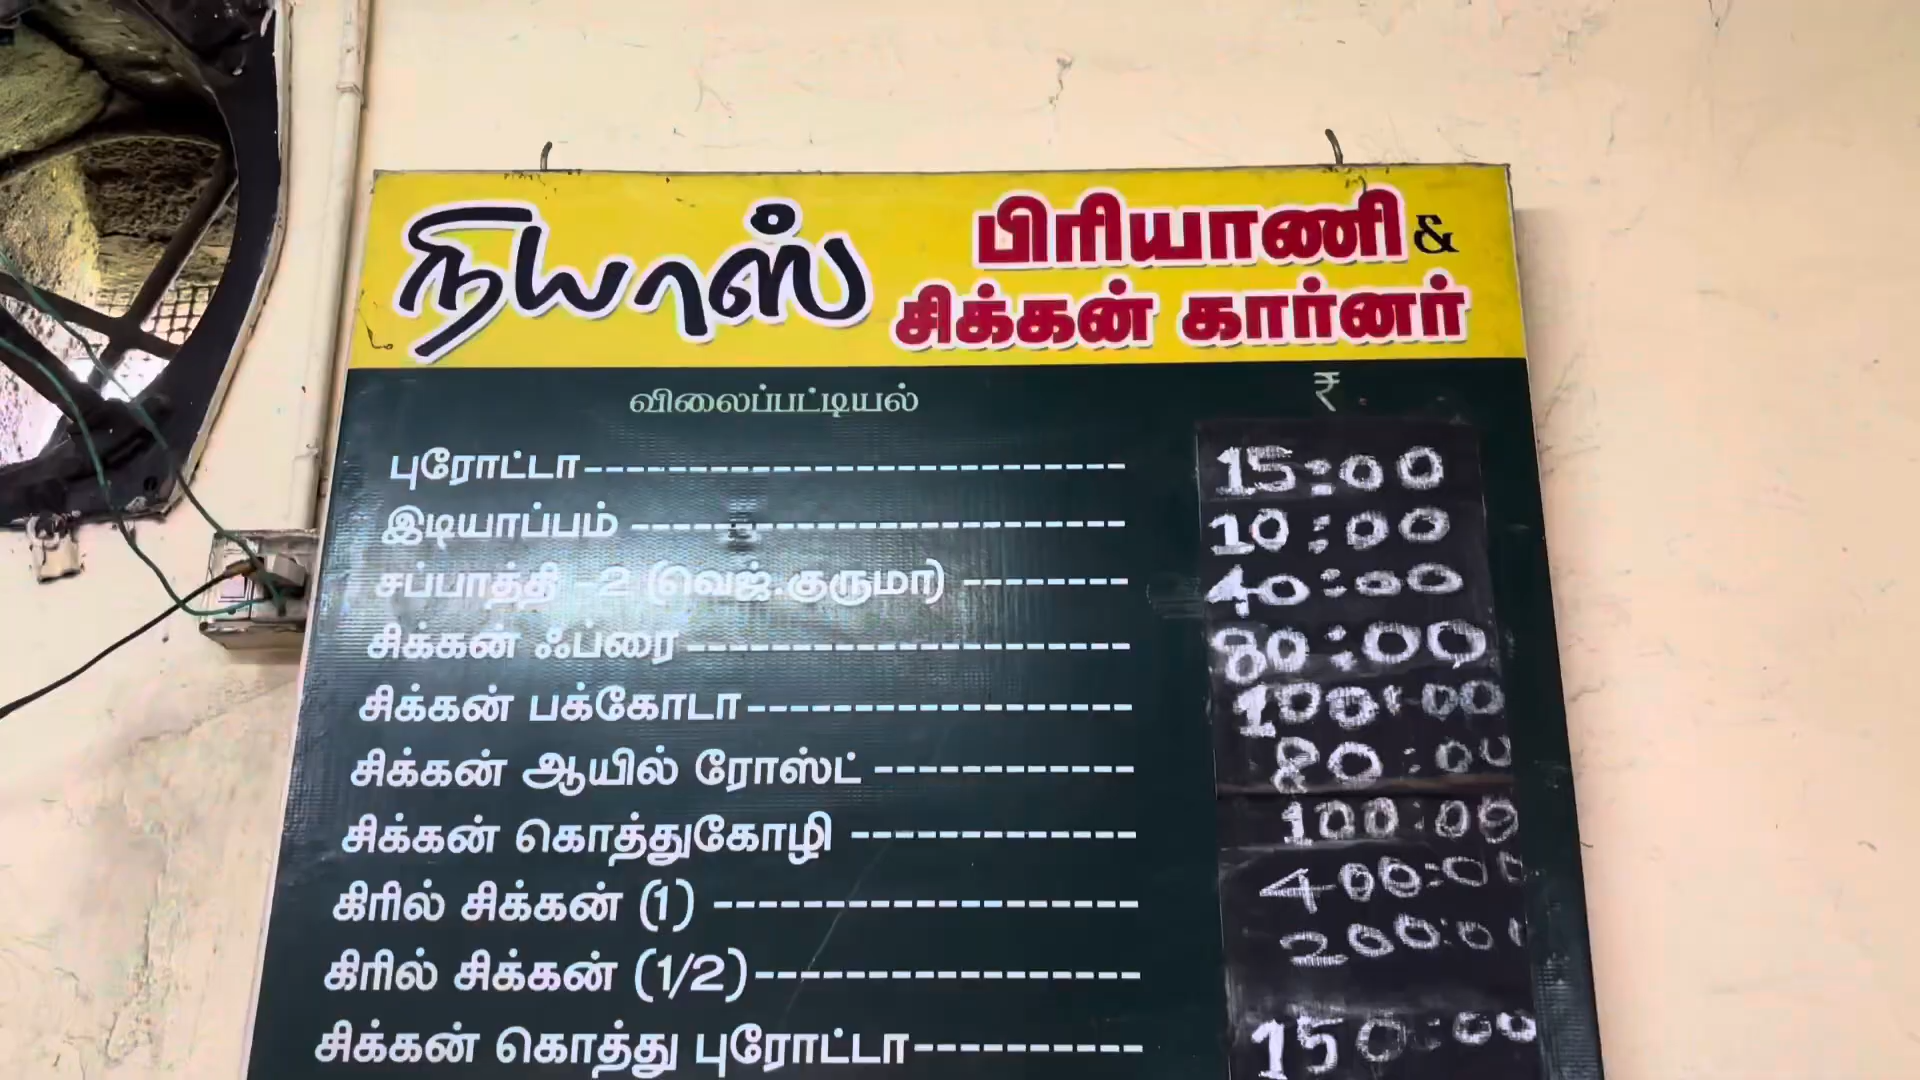 நியாஸ் பிரியாணி &
சிக்கன் கார்னர்
விலைப்பட்டியல் ₹
புரோட்டா-------------------------- 15:00
இடியாப்பம் ------------------------ 10:00
சப்பாத்தி -2 (வெஜ்.குருமா) -------- 40:00
சிக்கன் ஃப்ரை---------------------- 80:00
சிக்கன் பக்கோடா------------------- 100:00
சிக்கன் ஆயில் ரோஸ்ட் ------------- 80:00
சிக்கன் கொத்துகோழி -------------- 100:00
கிரில் சிக்கன் (1) --------------------- 400:00
கிரில் சிக்கன் (1/2)------------------- 200:00
சிக்கன் கொத்து புரோட்டா----------- 150:00